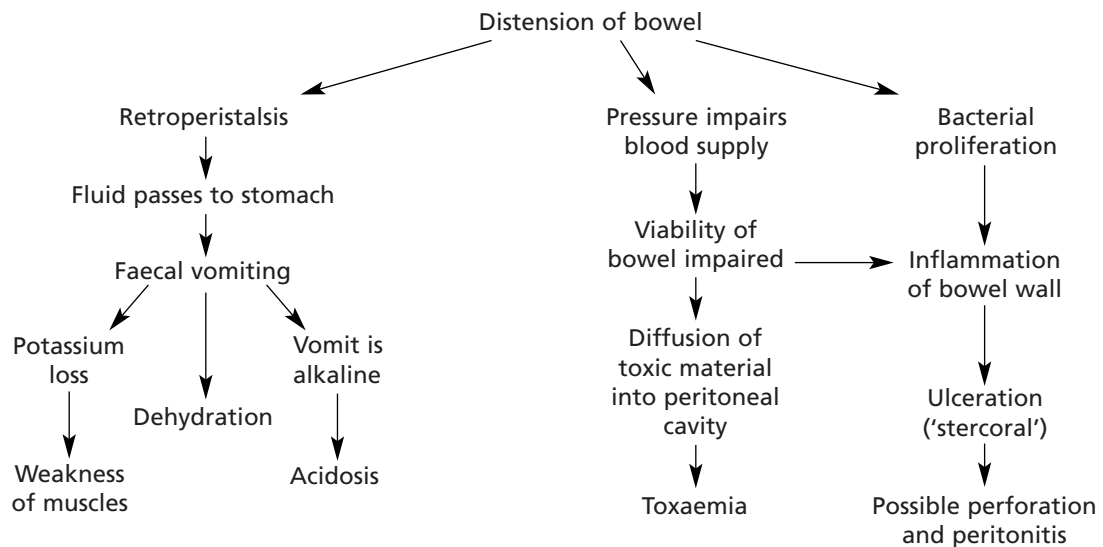 Distension of bowel
Retroperistalsis
Fluid passes to stomach
Faecal vomiting
Potassium
loss
Weakness
of muscles
Dehydration
Vomit is
alkaline
Acidosis
Pressure impairs
blood supply
Viability of
bowel impaired
Diffusion of
toxic material
into peritoneal
cavity
Toxaemia
Bacterial
proliferation
Inflammation
of bowel wall
Ulceration
(‘stercoral’)
Possible perforation
and peritonitis